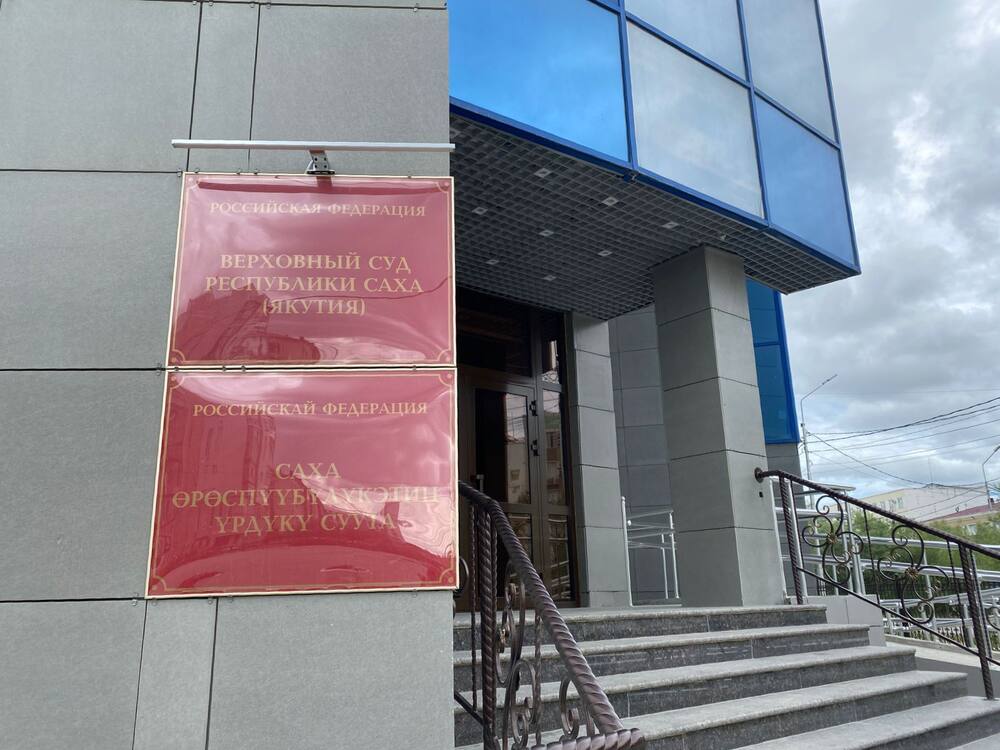 РОССИЙСКАЯ ФЕДЕРАЦИЯ
ВЕРХОВНЫЙ СУД
РЕСПУБЛИКИ САХА
(ЯКУТИЯ)
РОССИЙСКАЙ ФЕДЕРАЦИЯ
САХА
ӨРӨСПҮҮБҮЛҮКЭТИН
ҮРДҮКҮ СУУТА